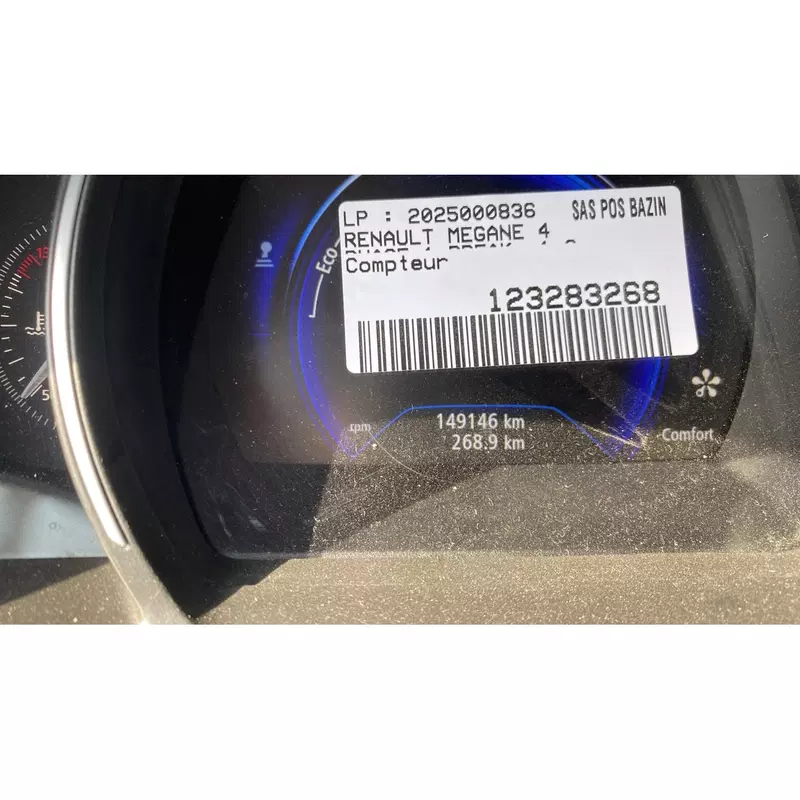 LP : 2025000836 SAS POS BAZIN
RENAULT MEGANE 4
Compteur
123283268
Eco
rpm
149146 km
268.9 km
Comfort